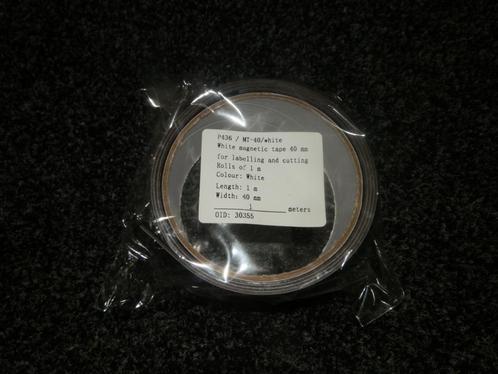 P436 / MT-40/white
White magnetic tape 40 mm
for labelling and cutting
Rolls of 1 m
Colour: White
Length: 1 m
Width: 40 mm
1 meters
OID: 30355